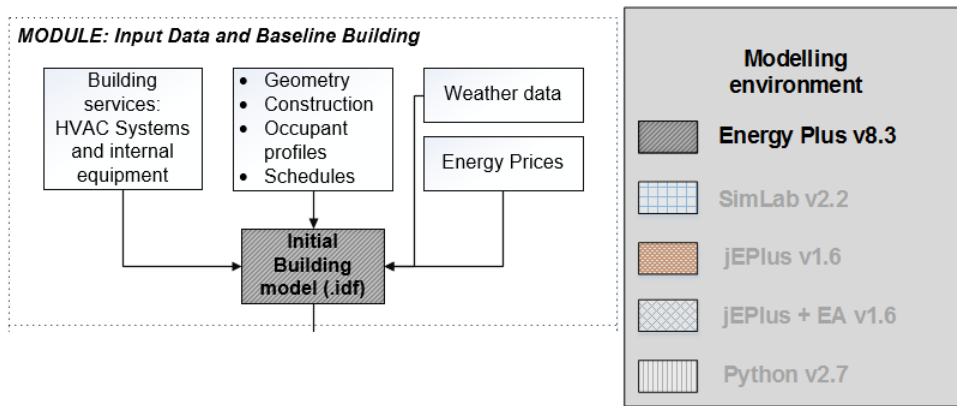 MODULE: Input Data and Baseline Building
Building
services:
HVAC Systems
and internal
equipment
• Geometry
• Construction
• Occupant
profiles
• Schedules
Weather data
Energy Prices
Initial
Building
model (.idf)
Modelling
environment
Energy Plus v8.3
SimLab v2.2
jEPlus v1.6
jEPlus + EA v1.6
Python v2.7